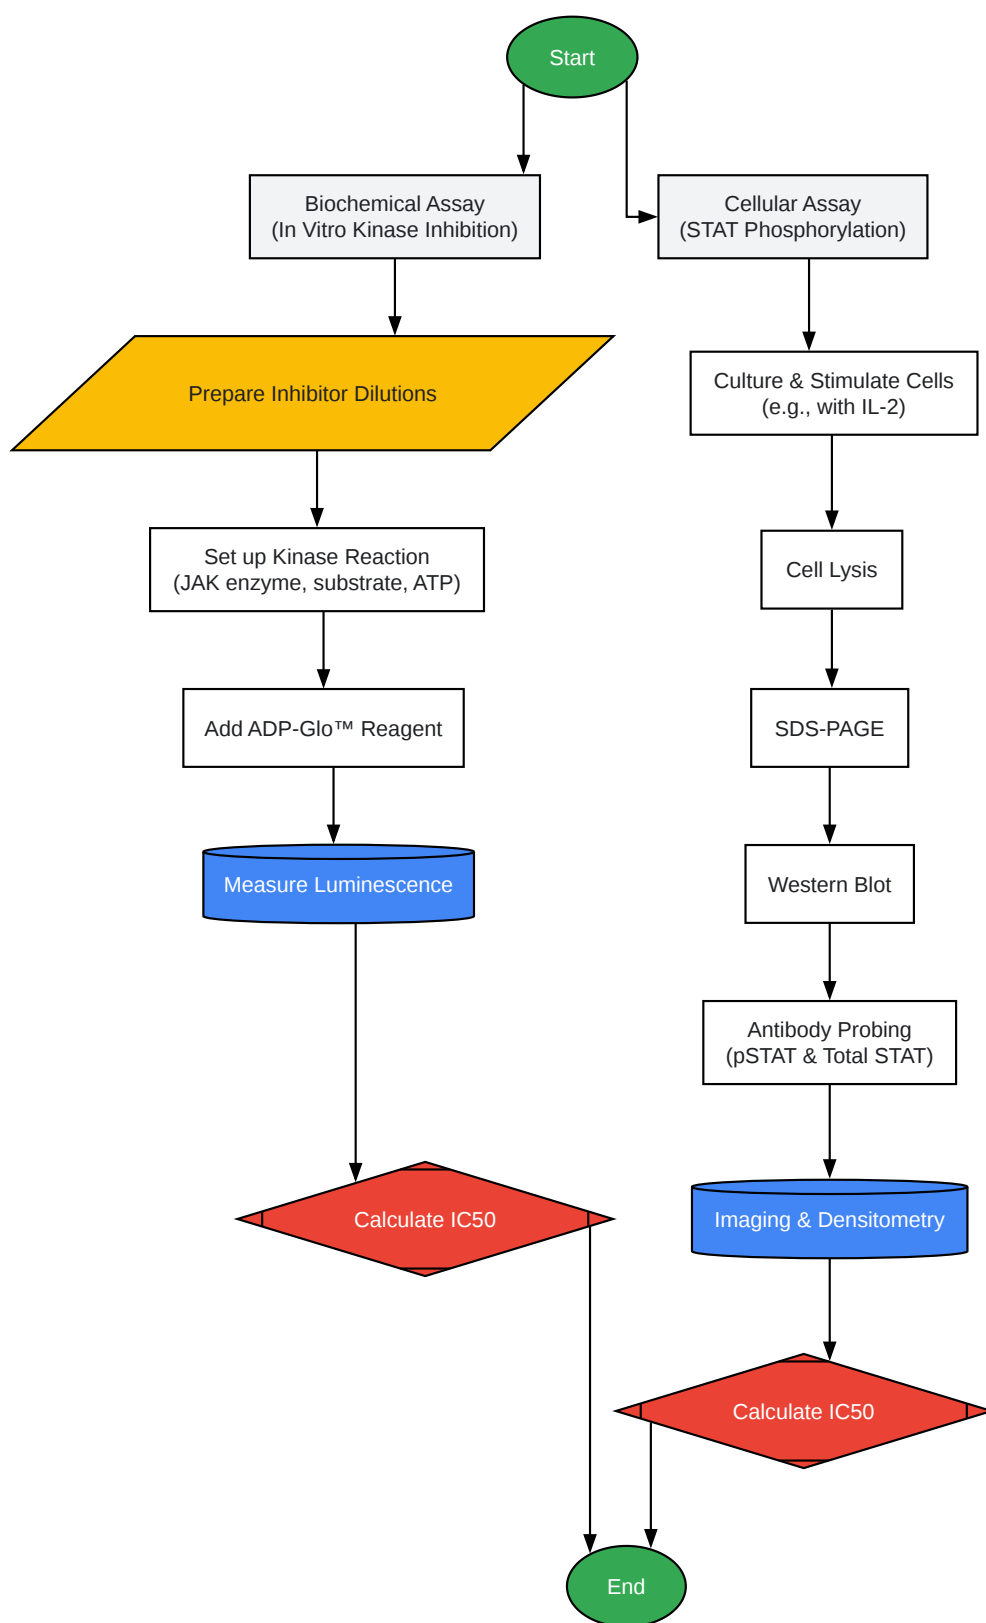 Start
Biochemical Assay
(In Vitro Kinase Inhibition)
Cellular Assay
(STAT Phosphorylation)
Prepare Inhibitor Dilutions
Culture & Stimulate Cells
(e.g., with IL-2)
Set up Kinase Reaction
(JAK enzyme, substrate, ATP)
Cell Lysis
Add ADP-Glo™ Reagent
SDS-PAGE
Measure Luminescence
Western Blot
Antibody Probing
(pSTAT & Total STAT)
Calculate IC50
Imaging & Densitometry
Calculate IC50
End